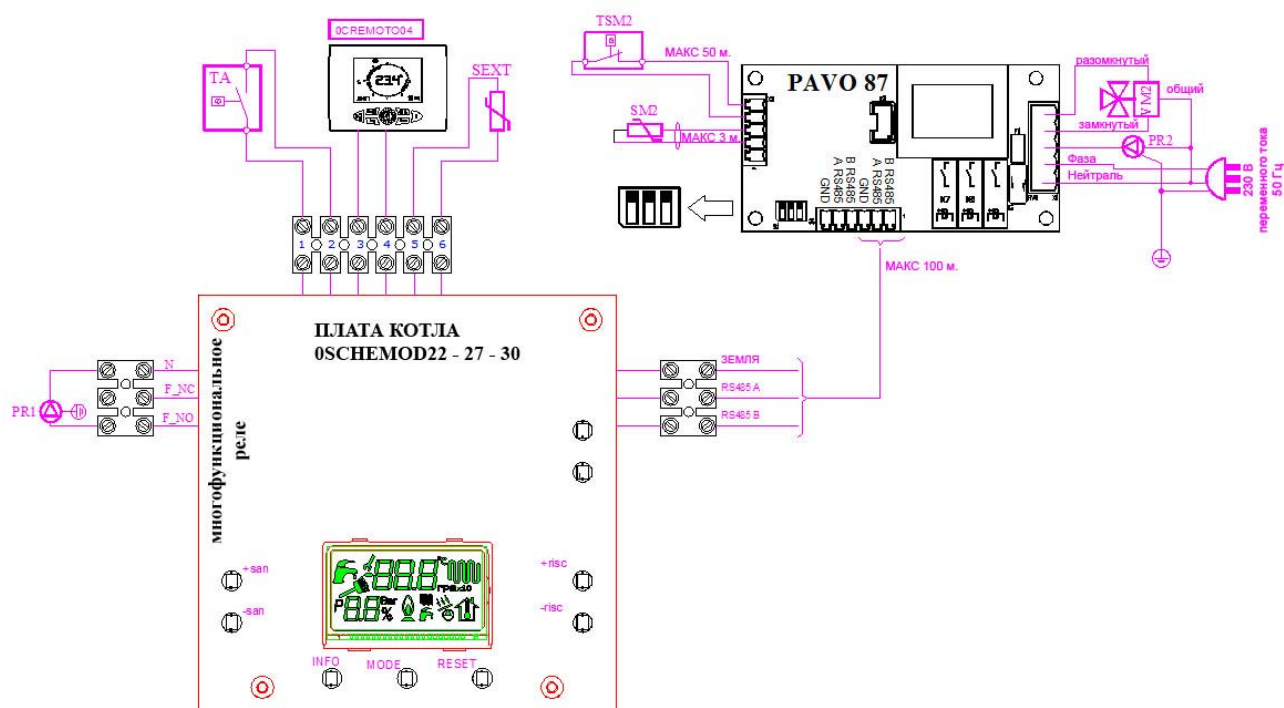 0CREMOTO04
TSM2
МАКС 50 м.
разомкнутый
TA
SEXT
PAVO 87
VM2
общий
SM2
МАКС 3 м.
замкнутый
PR2
Фаза
Нейтраль
230 В
переменного тока
50 Гц
GND
A RS485
B RS485
GND
A RS485
B RS485
1 2 3 4 5 6
МАКС 100 м.
ПЛАТА КОТЛА
0SCHEMOD22 - 27 - 30
многофункциональное
реле
N
F_NC
F_NO
PR1
ЗЕМЛЯ
RS485 A
RS485 B
+san
-san
+risc
-risc
INFO
MODE
RESET